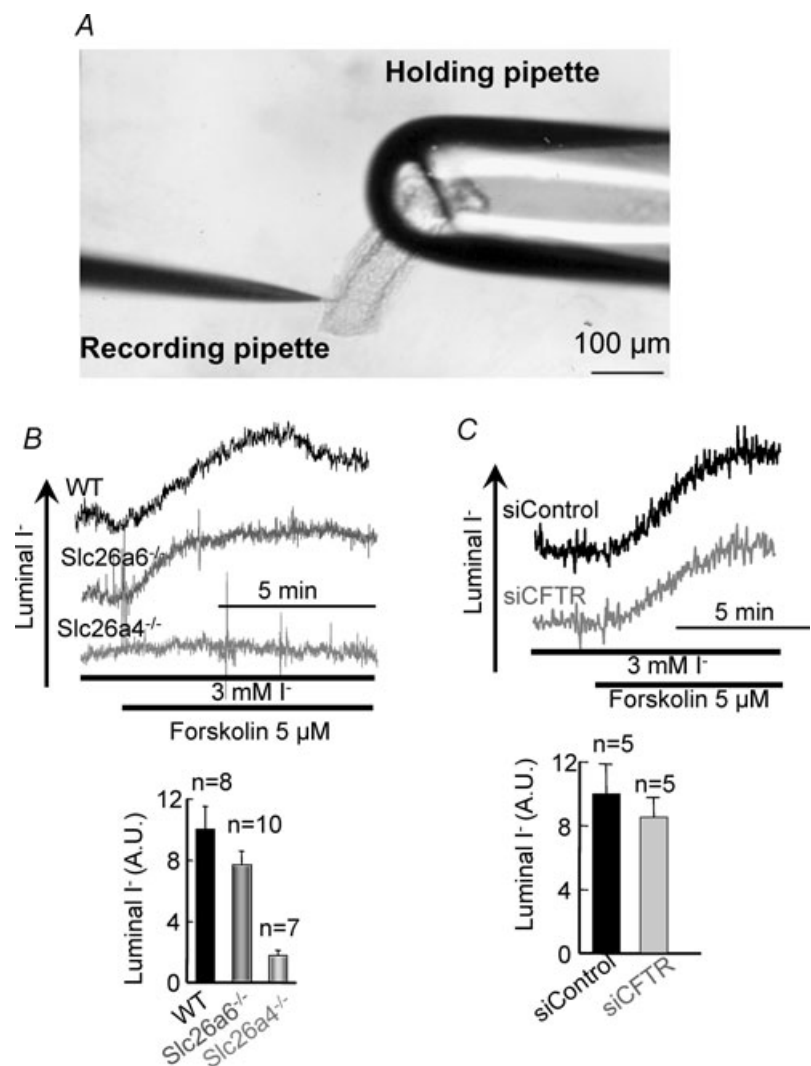 A
Holding pipette
Recording pipette
100 µm
B
Luminal I⁻
WT
Slc26a6⁻/⁻
5 min
Slc26a4⁻/⁻
3 mM I⁻
Forskolin 5 µM
Luminal I⁻ (A.U.)
12
8
4
0
n=8
n=10
n=7
WT
Slc26a6⁻/⁻
Slc26a4⁻/⁻
C
Luminal I⁻
siControl
siCFTR
5 min
3 mM I⁻
Forskolin 5 µM
Luminal I⁻ (A.U.)
12
8
4
0
n=5
n=5
siControl
siCFTR